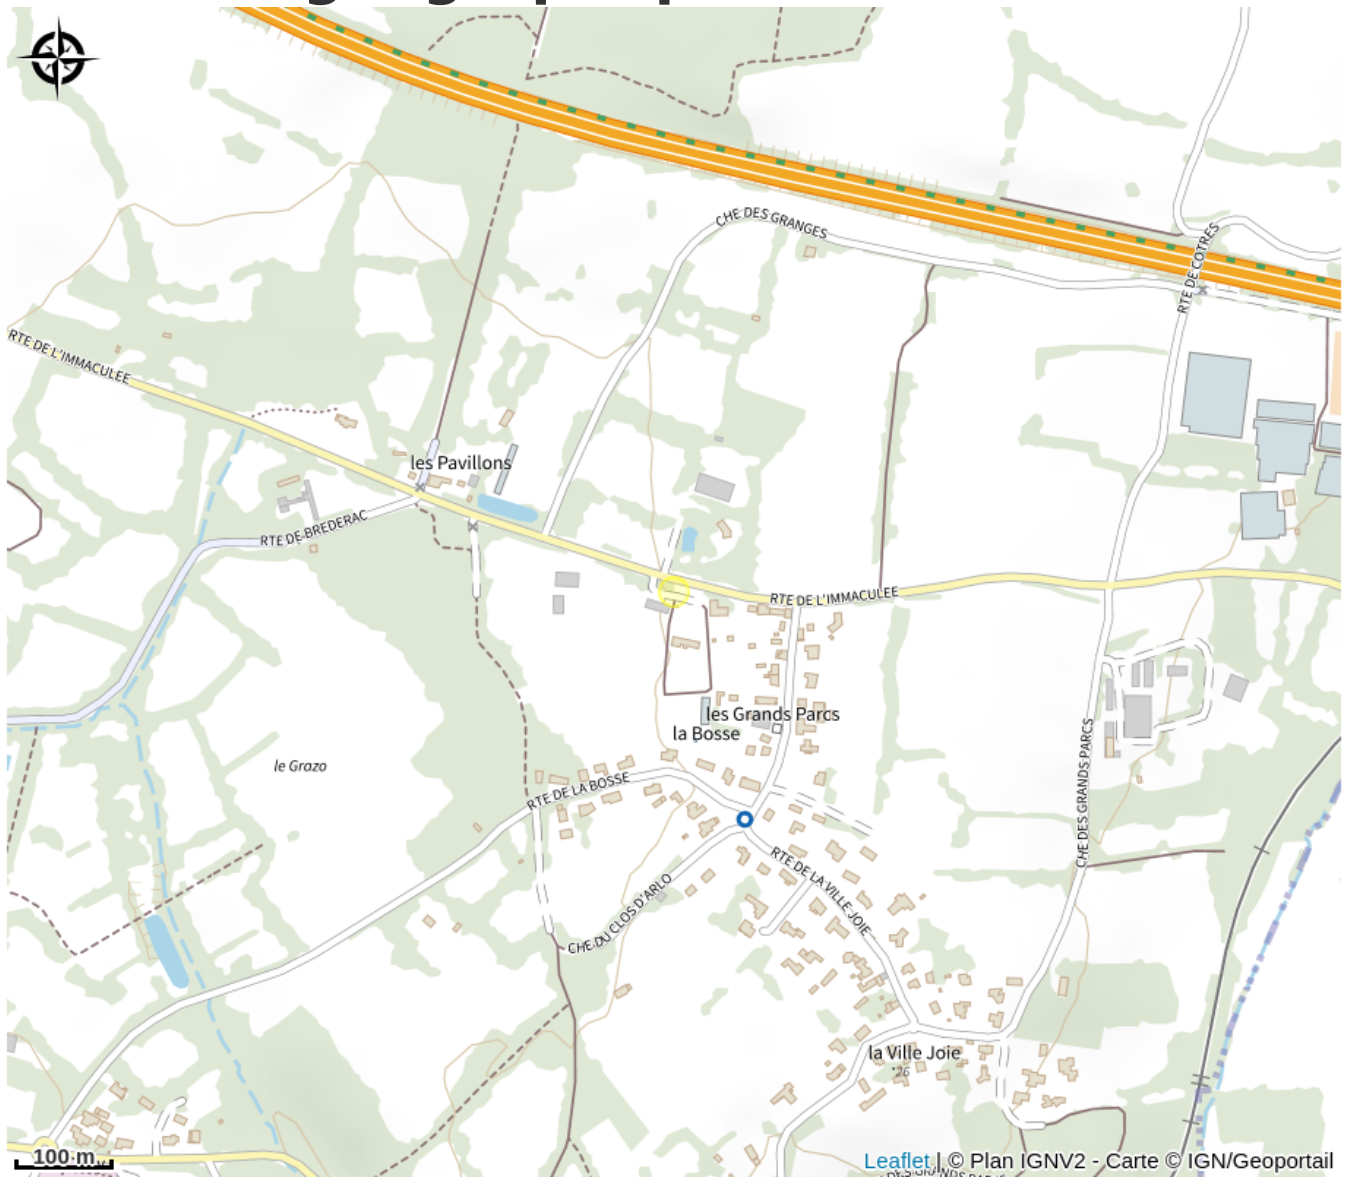 CHE DES GRANGES
RTE DE COTRES
RTE DE L'IMMACULEE
les Pavillons
RTE DE BREDERAC
RTE DE L'IMMACULEE
les Grands Parcs
la Bosse
le Grazo
RTE DE LA BOSSE
CHE DES GRANDS PARCS
RTE DE LA VILLE JOIE
CHE DU CLOS D'ARLO
la Ville Joie
26
100 m
Leaflet | © Plan IGNV2 - Carte © IGN/Geoportail